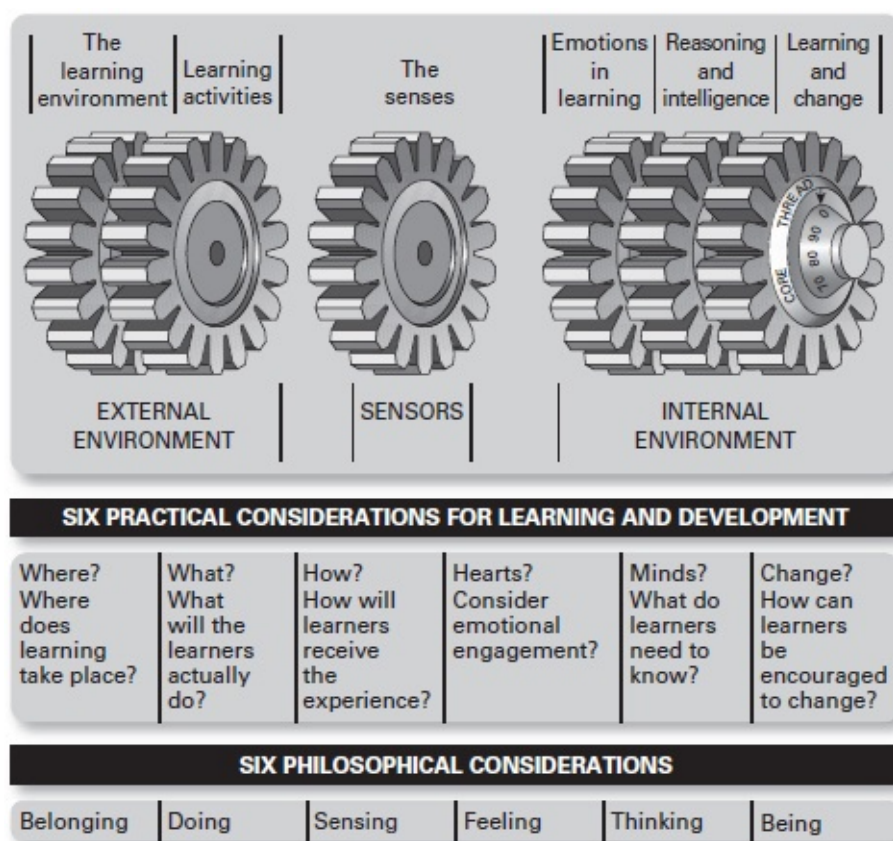 The
learning
environment
Learning
activities
The
senses
Emotions
in
learning
Reasoning
and
intelligence
Learning
and
change
CORE THREAD
70 80 90 0
EXTERNAL
ENVIRONMENT
SENSORS
INTERNAL
ENVIRONMENT
SIX PRACTICAL CONSIDERATIONS FOR LEARNING AND DEVELOPMENT
Where?
Where
does
learning
take place?
What?
What
will the
learners
actually
do?
How?
How will
learners
receive
the
experience?
Hearts?
Consider
emotional
engagement?
Minds?
What do
learners
need to
know?
Change?
How can
learners
be
encouraged
to change?
SIX PHILOSOPHICAL CONSIDERATIONS
Belonging
Doing
Sensing
Feeling
Thinking
Being